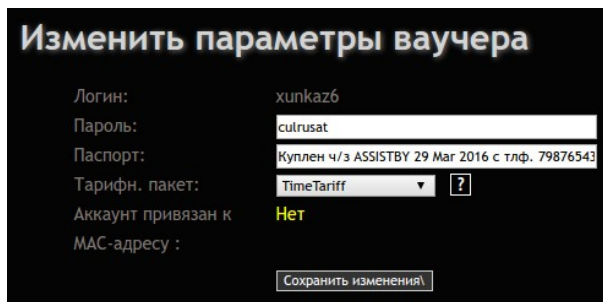 Изменить параметры ваучера
Логин: xunkaz6
Пароль: culrusat
Паспорт: Куплен ч/з ASSISTBY 29 Mar 2016 с тлф. 79876543
Тарифн. пакет: TimeTariff ?
Аккаунт привязан к Нет
MAC-адресу :
Сохранить изменения\